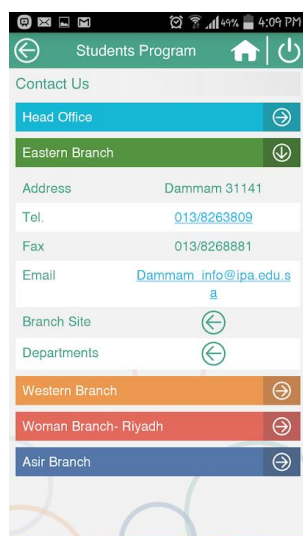 49% 4:09 PM
Students Program
Contact Us
Head Office
Eastern Branch
Address Dammam 31141
Tel. 013/8263809
Fax 013/8268881
Email Dammam_info@ipa.edu.s
a
Branch Site
Departments
Western Branch
Woman Branch- Riyadh
Asir Branch